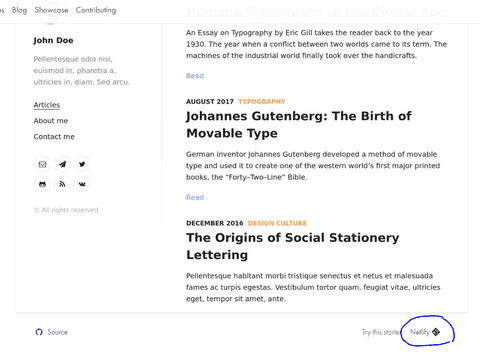 Blog Showcase Contributing
Humane Typography in the Digital Age
An Essay on Typography by Eric Gill takes the reader back to the year
1930. The year when a conflict between two worlds came to its term. The
machines of the industrial world finally took over the handicrafts.
Read
John Doe
Pellentesque odio nisi,
euismod in, pharetra a,
ultricies in, diam. Sed arcu.
Articles
About me
Contact me
© All rights reserved.
AUGUST 2017 TYPOGRAPHY
Johannes Gutenberg: The Birth of
Movable Type
German inventor Johannes Gutenberg developed a method of movable
type and used it to create one of the western world’s first major printed
books, the “Forty–Two–Line” Bible.
Read
DECEMBER 2016 DESIGN CULTURE
The Origins of Social Stationery
Lettering
Pellentesque habitant morbi tristique senectus et netus et malesuada
fames ac turpis egestas. Vestibulum tortor quam, feugiat vitae, ultricies
eget, tempor sit amet, ante.
Source
Try this starte
Netlify